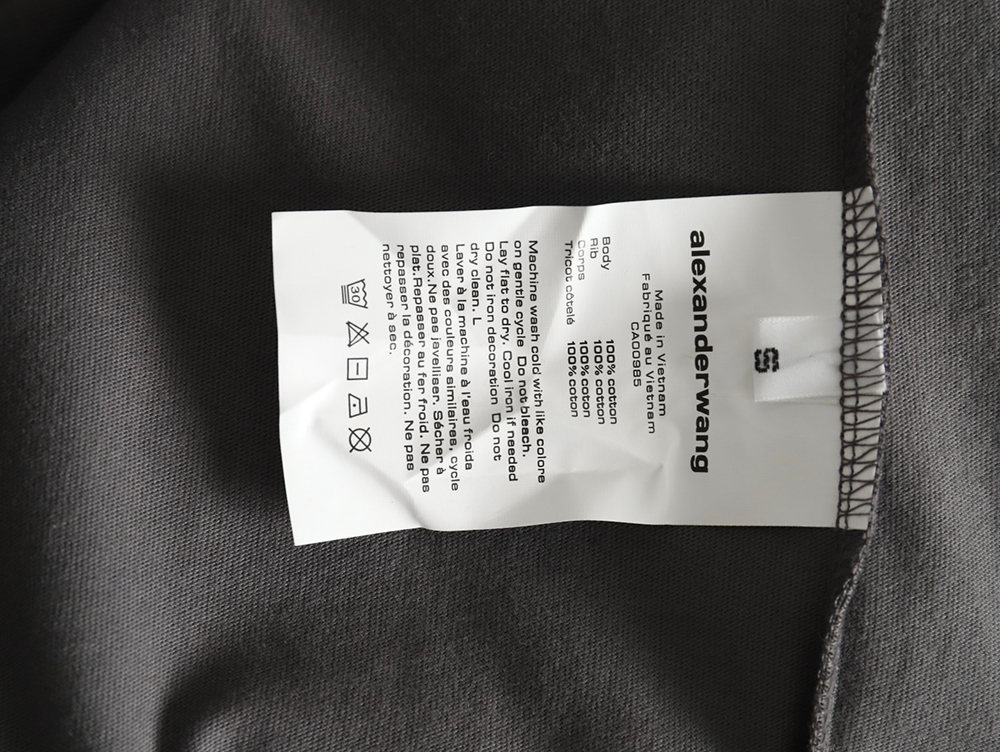 S
alexanderwang
Made in Vietnam
Fabriqué au Vietnam
CA00985
Body 100% cotton
Rib 100% cotton
Corps 100% coton
Tricot côtelé 100% coton
Machine wash cold with like colore
on gentle cycle. Do not bleach.
Lay flat to dry. Cool iron if needed
Do not iron decoration. Do not
dry clean. L
Laver à la machine à l'eau froida
avec des couleurs similaires, cycle
doux.Ne pas javelliser. Sécher à
plat.Repasser au fer froid. Ne pas
repasser la décoration. Ne pas
nettoyer à sec.
30